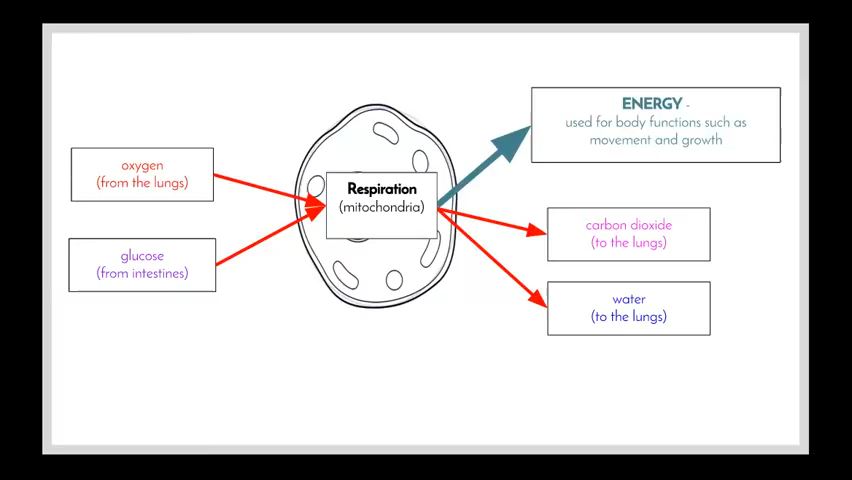 oxygen
(from the lungs)
glucose
(from intestines)
Respiration
(mitochondria)
ENERGY -
used for body functions such as
movement and growth
carbon dioxide
(to the lungs)
water
(to the lungs)